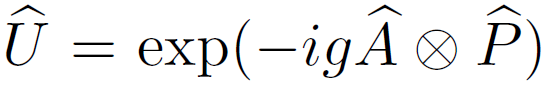 Û = exp(−igÂ ⊗ P̂)